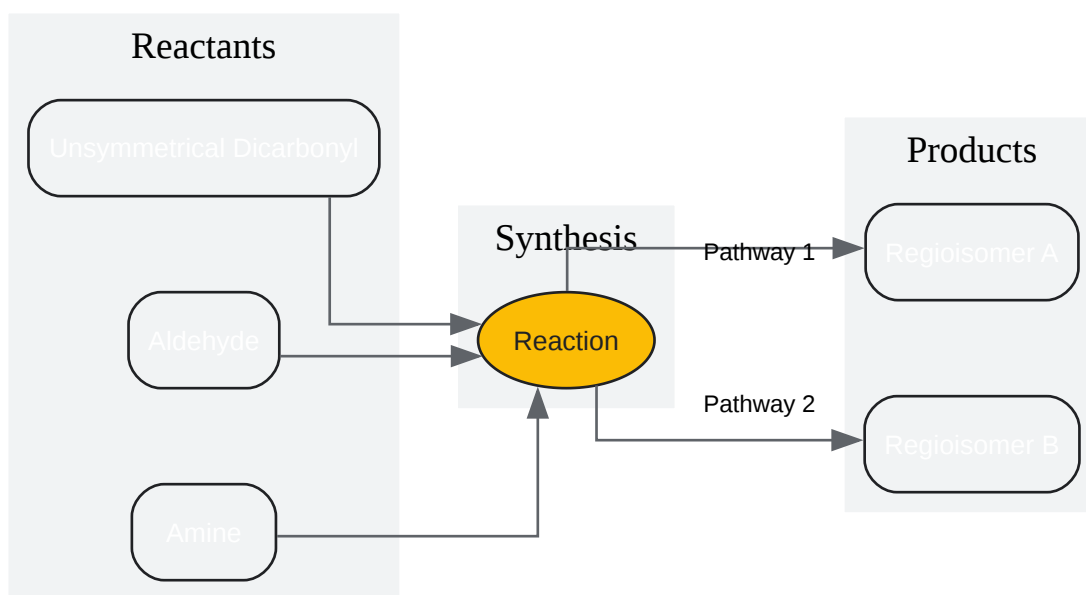 Reactants
Unsymmetrical Dicarbonyl
Aldehyde
Amine
Synthesis
Reaction
Pathway 1
Pathway 2
Products
Regioisomer A
Regioisomer B